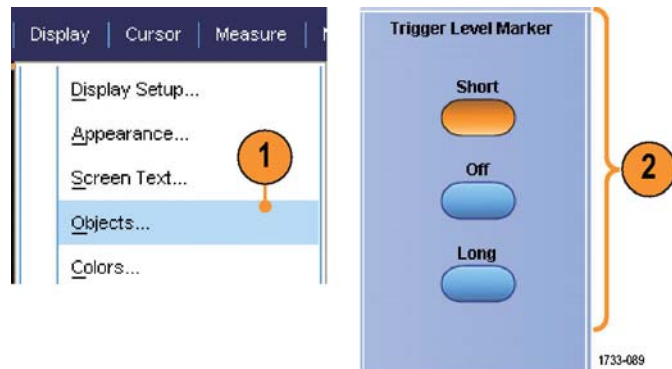 Display | Cursor | Measure |
Display Setup...
Appearance...
Screen Text...
1
Objects...
Colors...
Trigger Level Marker
Short
Off
2
Long
1733-089